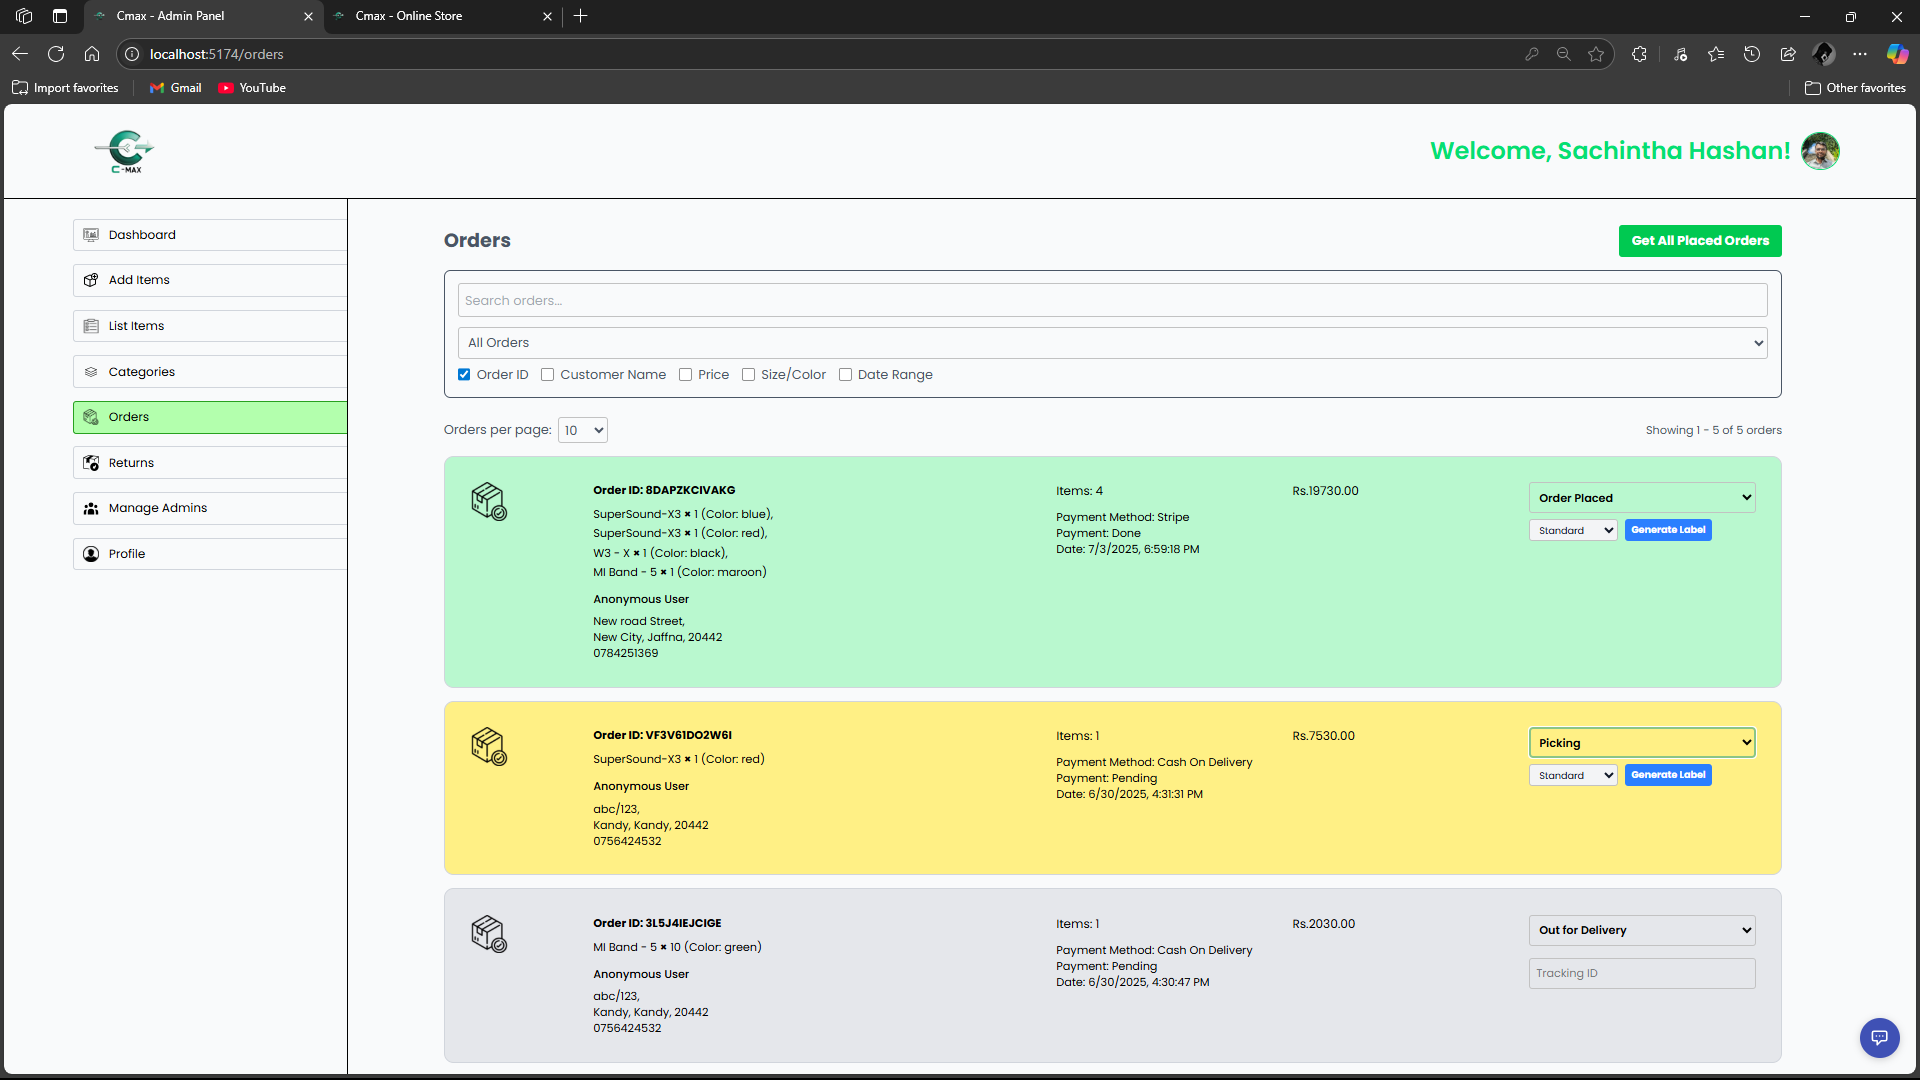 Cmax - Admin Panel
Cmax - Online Store
localhost:5174/orders
Import favorites
Gmail
YouTube
Other favorites
C-MAX
Welcome, Sachintha Hashan!
Dashboard
Add Items
List Items
Categories
Orders
Returns
Manage Admins
Profile
Orders
Get All Placed Orders
Search orders...
All Orders
Order ID
Customer Name
Price
Size/Color
Date Range
Orders per page: 10
Showing 1 - 5 of 5 orders
Order ID: 8DAPZKCIVAKG
SuperSound-X3 × 1 (Color: blue),
SuperSound-X3 × 1 (Color: red),
W3 - X × 1 (Color: black),
MI Band - 5 × 1 (Color: maroon)
Anonymous User
New road Street,
New City, Jaffna, 20442
0784251369
Items: 4
Payment Method: Stripe
Payment: Done
Date: 7/3/2025, 6:59:18 PM
Rs.19730.00
Order Placed
Standard
Generate Label
Order ID: VF3V61DO2W6I
SuperSound-X3 × 1 (Color: red)
Anonymous User
abc/123,
Kandy, Kandy, 20442
0756424532
Items: 1
Payment Method: Cash On Delivery
Payment: Pending
Date: 6/30/2025, 4:31:31 PM
Rs.7530.00
Picking
Standard
Generate Label
Order ID: 3L5J4IEJCIGE
MI Band - 5 × 10 (Color: green)
Anonymous User
abc/123,
Kandy, Kandy, 20442
0756424532
Items: 1
Payment Method: Cash On Delivery
Payment: Pending
Date: 6/30/2025, 4:30:47 PM
Rs.2030.00
Out for Delivery
Tracking ID